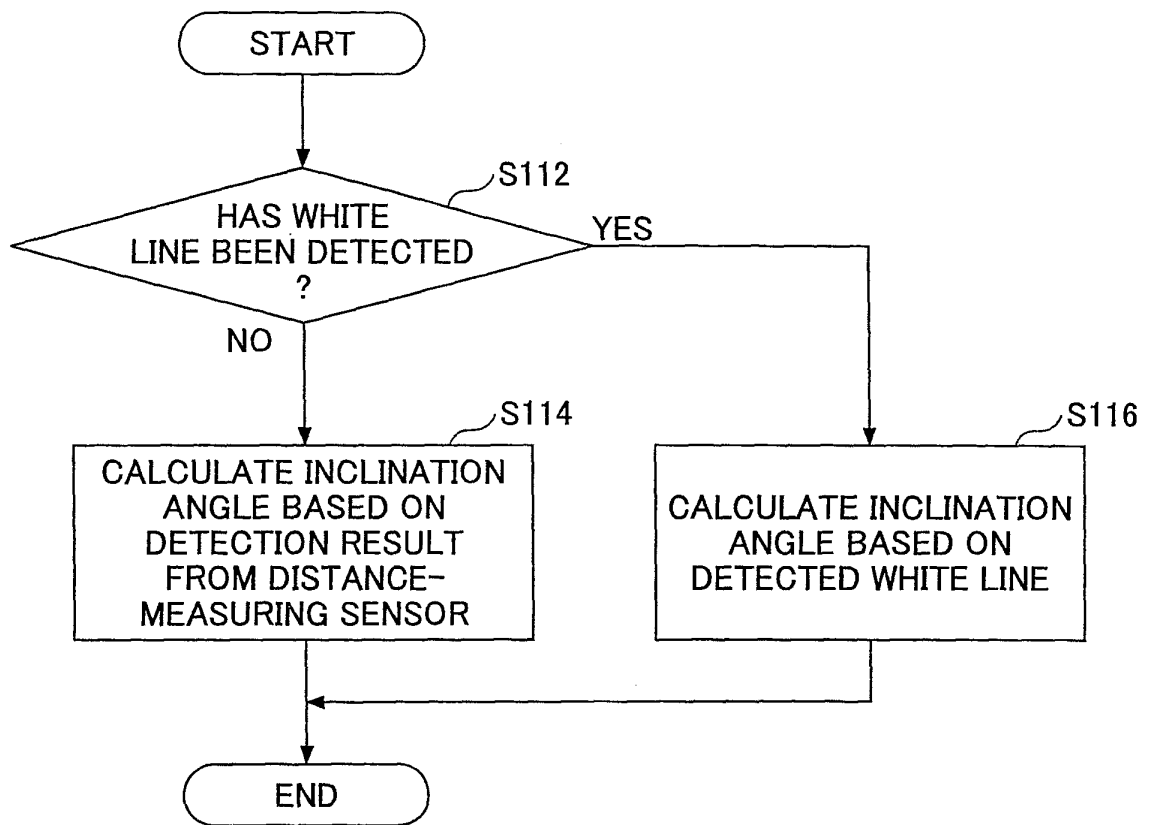 START
S112
HAS WHITE
LINE BEEN DETECTED
?
YES
NO
S114
CALCULATE INCLINATION
ANGLE BASED ON
DETECTION RESULT
FROM DISTANCE-
MEASURING SENSOR
S116
CALCULATE INCLINATION
ANGLE BASED ON
DETECTED WHITE LINE
END